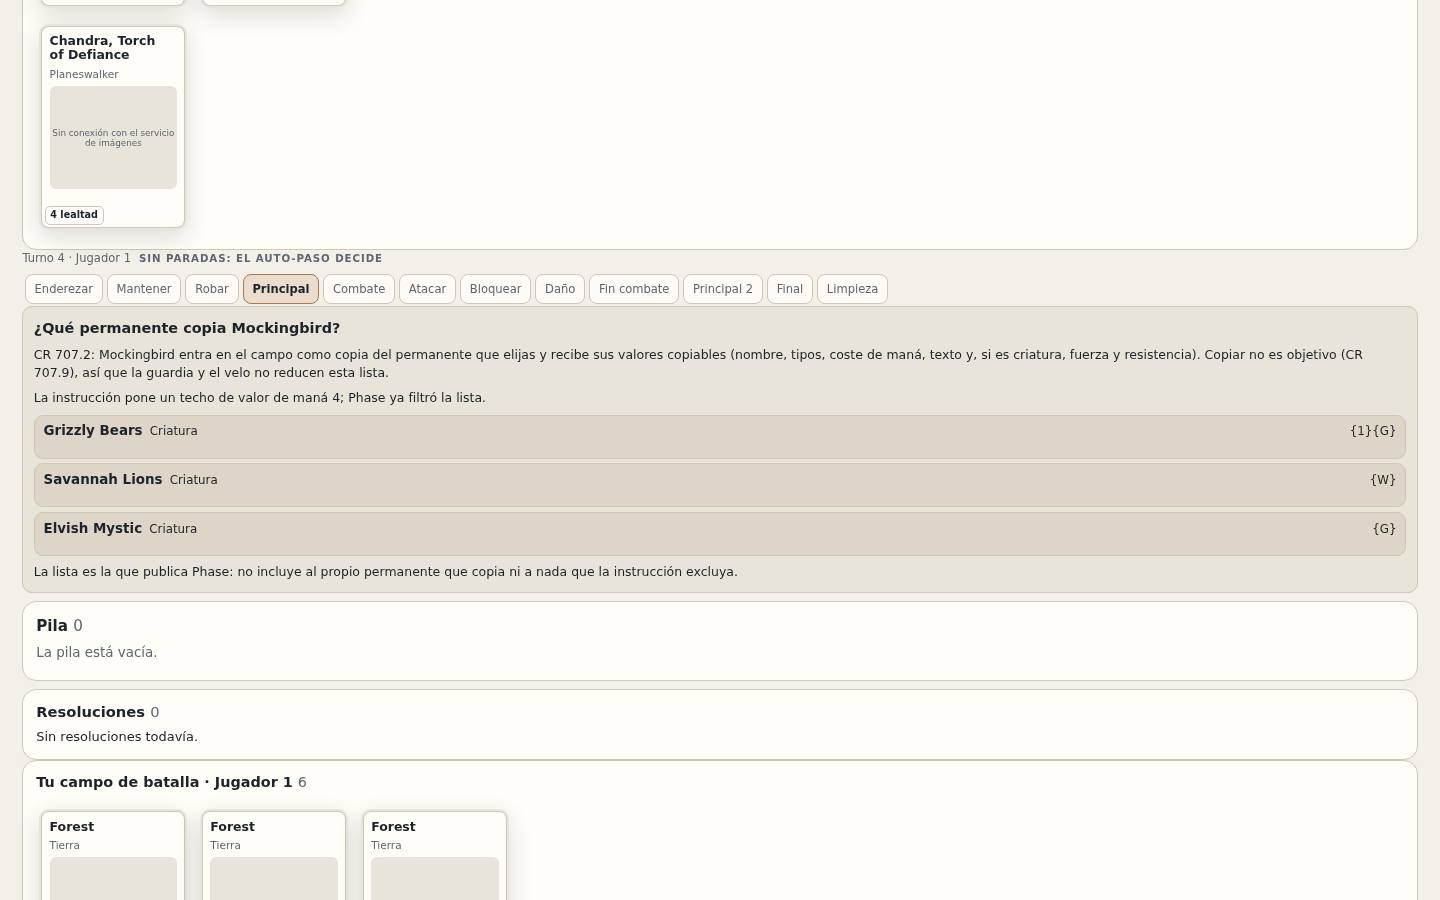 Chandra, Torch
of Defiance
Planeswalker
Sin conexión con el servicio
de imágenes
4 lealtad
Turno 4 · Jugador 1 SIN PARADAS: EL AUTO-PASO DECIDE
Enderezar Mantener Robar Principal Combate Atacar Bloquear Daño Fin combate Principal 2 Final Limpieza
¿Qué permanente copia Mockingbird?
CR 707.2: Mockingbird entra en el campo como copia del permanente que elijas y recibe sus valores copiables (nombre, tipos, coste de maná, texto y, si es criatura, fuerza y resistencia). Copiar no es objetivo (CR
707.9), así que la guardia y el velo no reducen esta lista.
La instrucción pone un techo de valor de maná 4; Phase ya filtró la lista.
Grizzly Bears Criatura {1}{G}
Savannah Lions Criatura {W}
Elvish Mystic Criatura {G}
La lista es la que publica Phase: no incluye al propio permanente que copia ni a nada que la instrucción excluya.
Pila 0
La pila está vacía.
Resoluciones 0
Sin resoluciones todavía.
Tu campo de batalla · Jugador 1 6
Forest Forest Forest
Tierra Tierra Tierra